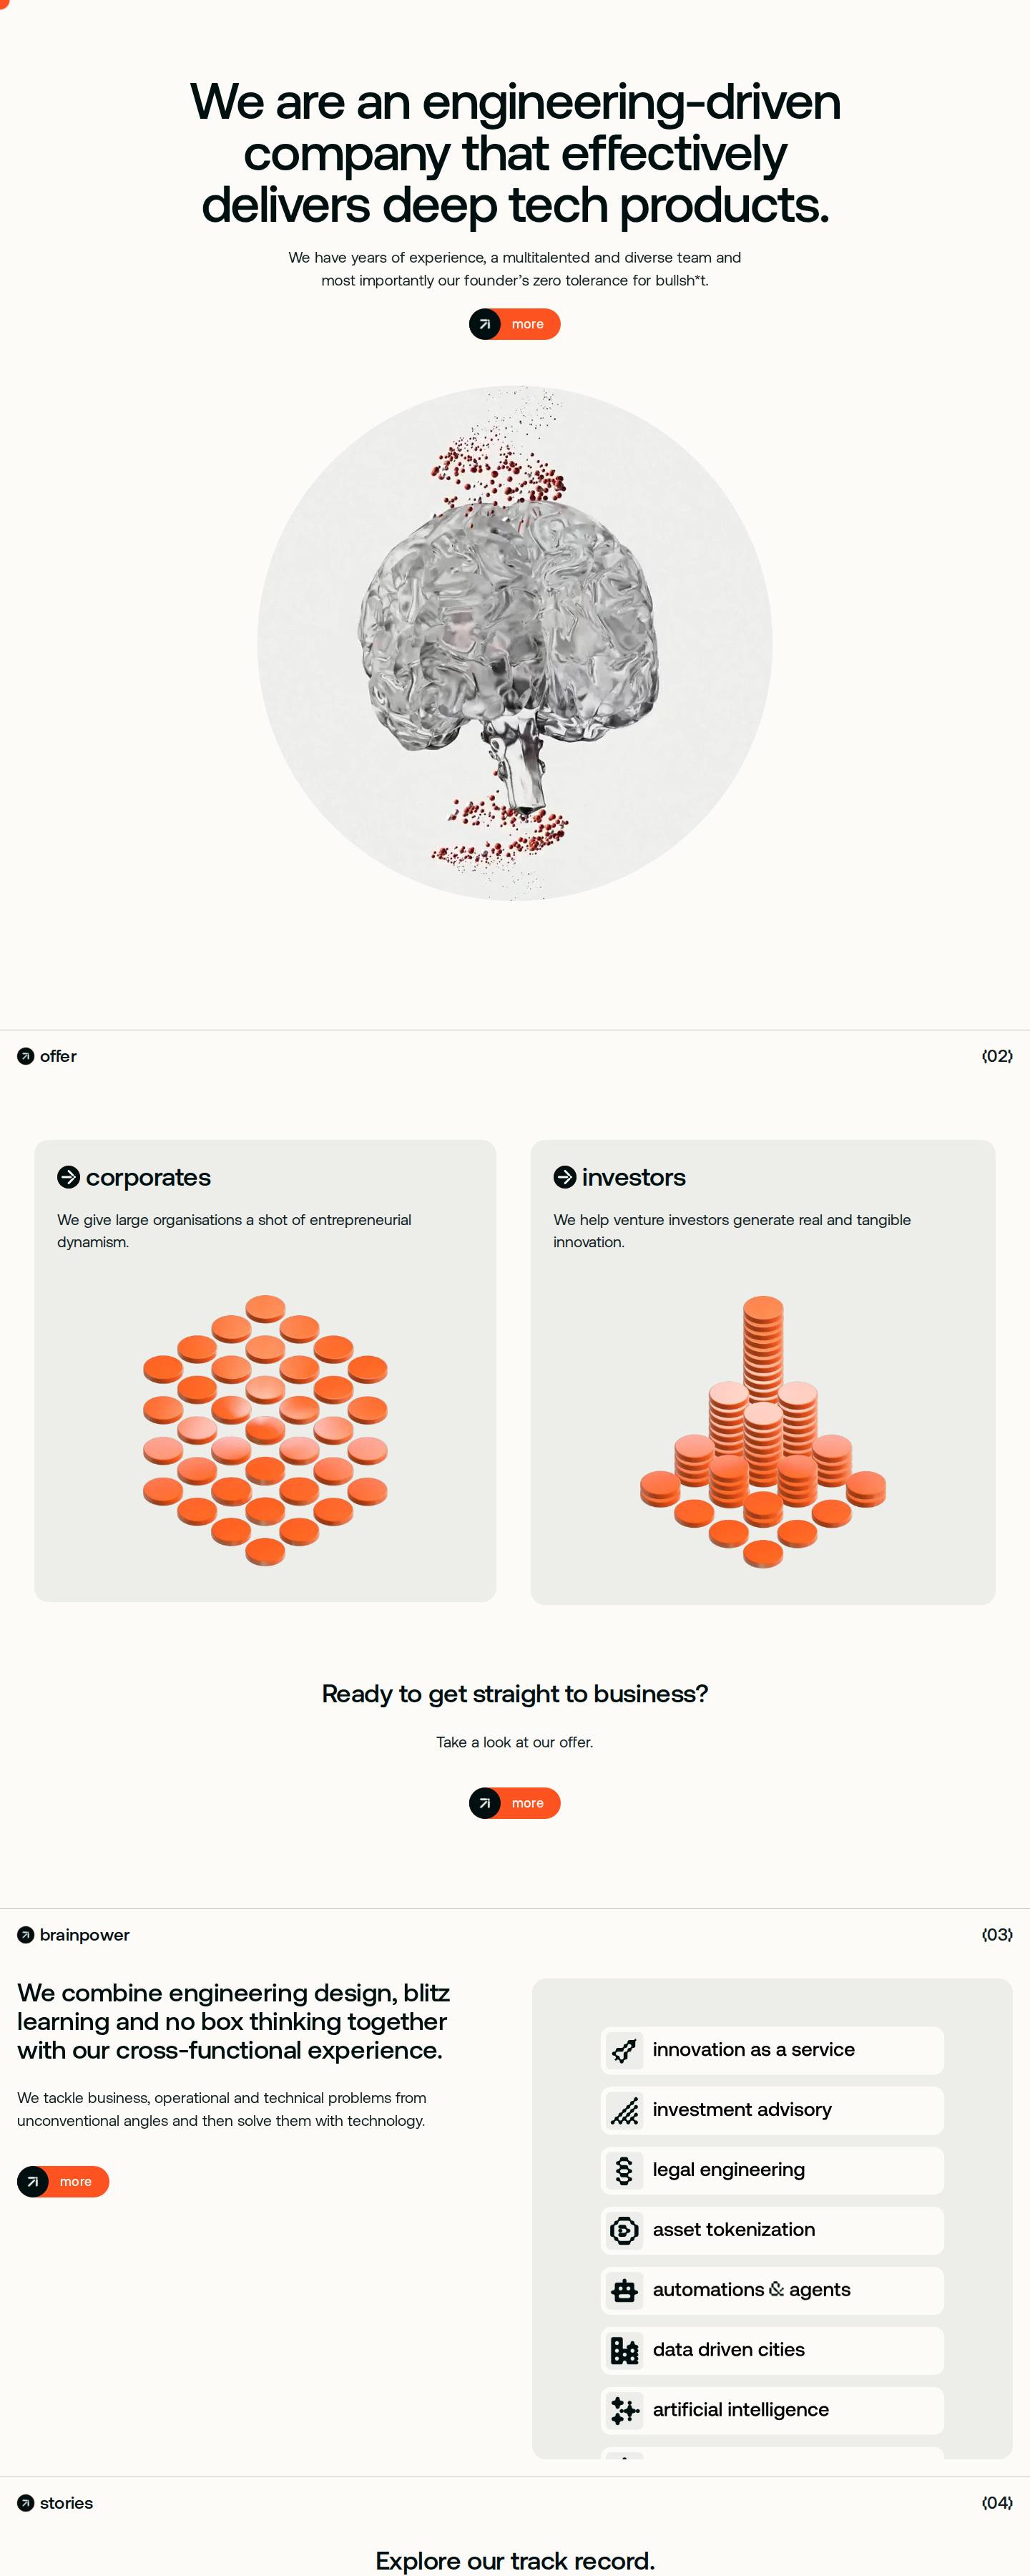 We are an engineering-driven
company that effectively
delivers deep tech products.
We have years of experience, a multitalented and diverse team and
most importantly our founder’s zero tolerance for bullsh*t.
more
offer
{02}
corporates
We give large organisations a shot of entrepreneurial
dynamism.
investors
We help venture investors generate real and tangible
innovation.
Ready to get straight to business?
Take a look at our offer.
more
brainpower
{03}
We combine engineering design, blitz
learning and no box thinking together
with our cross-functional experience.
We tackle business, operational and technical problems from
unconventional angles and then solve them with technology.
more
innovation as a service
investment advisory
legal engineering
asset tokenization
automations & agents
data driven cities
artificial intelligence
stories
{04}
Explore our track record.